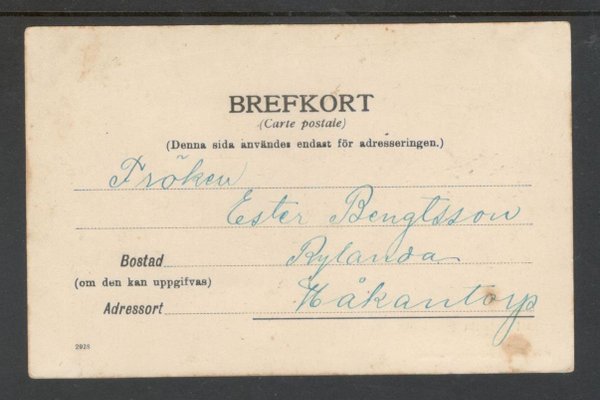 BREFKORT
(Carte postale)
(Denna sida användes endast för adresseringen.)
Fröken
Ester Bengtsson
Bostad Rylanda
(om den kan uppgifvas)
Adressort Håkantorp
2928